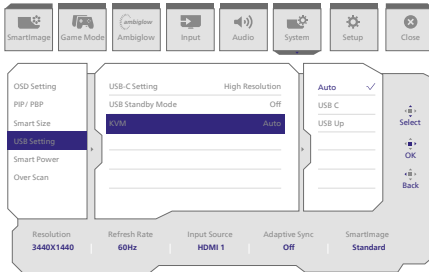 SmartImage
Game Mode
ambiglow
Ambiglow
Input
Audio
System
Setup
Close
OSD Setting
PIP/ PBP
Smart Size
USB Setting
Smart Power
Over Scan
USB-C Setting High Resolution
USB Standby Mode Off
KVM Auto
Auto
USB C
USB Up
Select
OK
Back
Resolution Refresh Rate Input Source Adaptive Sync SmartImage
3440X1440 60Hz HDMI 1 Off Standard